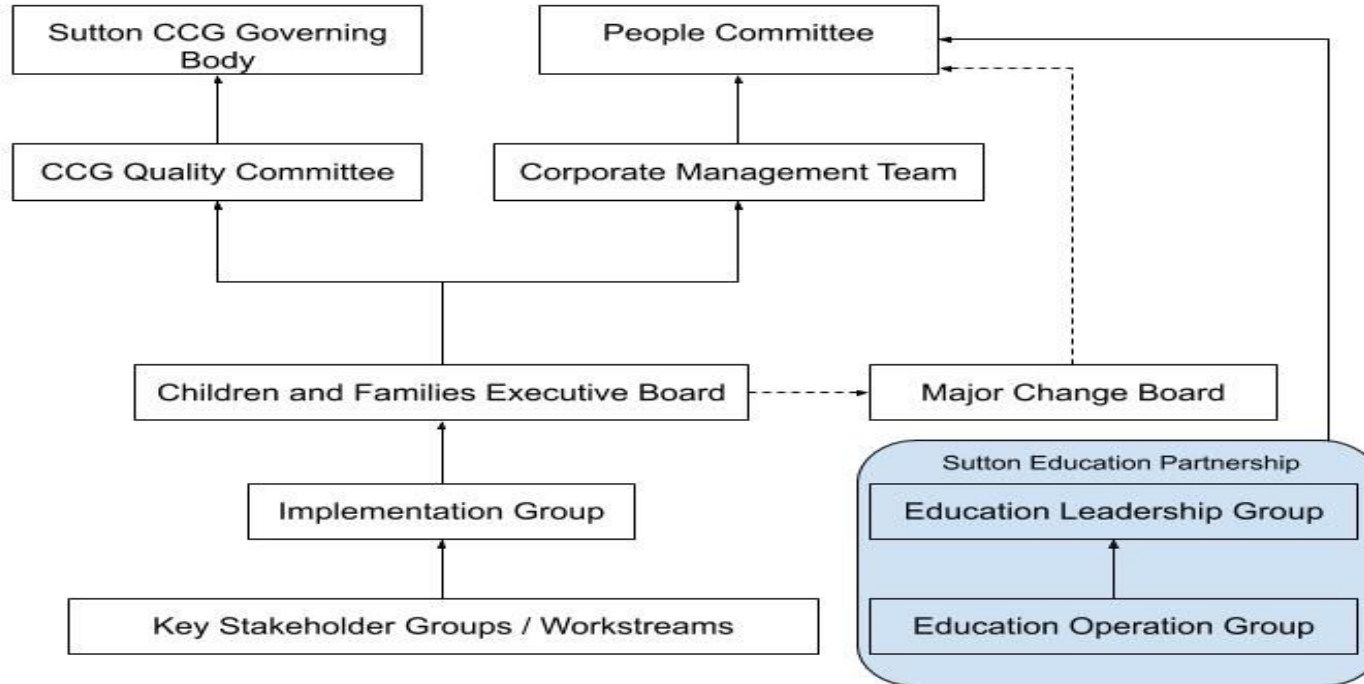 Sutton CCG Governing
Body
People Committee
CCG Quality Committee
Corporate Management Team
Children and Families Executive Board
Major Change Board
Sutton Education Partnership
Implementation Group
Education Leadership Group
Key Stakeholder Groups / Workstreams
Education Operation Group